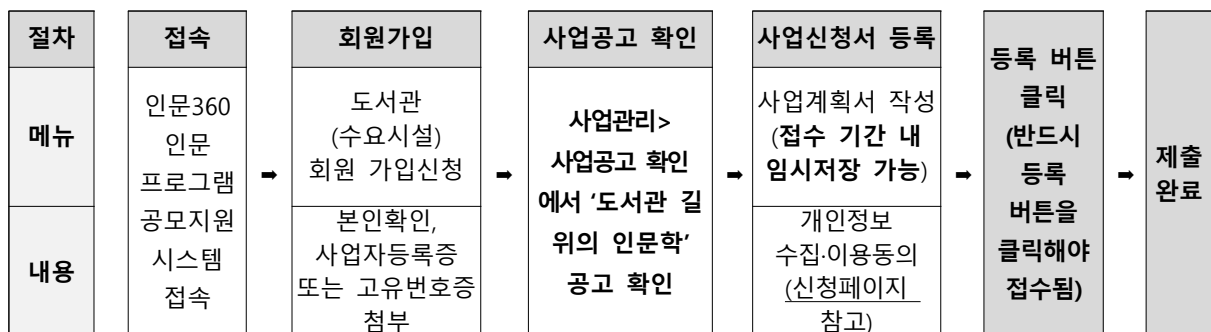 절차
메뉴
내용
접속
인문360
인문
프로그램
공모지원
시스템
접속
➡
회원가입
도서관
(수요시설)
회원 가입신청
본인확인,
사업자등록증
또는 고유번호증
첨부
➡
사업공고 확인
사업관리>
사업공고 확인
에서 ‘도서관 길
위의 인문학’
공고 확인
➡
사업신청서 등록
사업계획서 작성
(접수 기간 내
임시저장 가능)
개인정보
수집·이용동의
(신청페이지
참고)
➡
등록 버튼
클릭
(반드시
등록
버튼을
클릭해야
접수됨)
➡
제출
완료